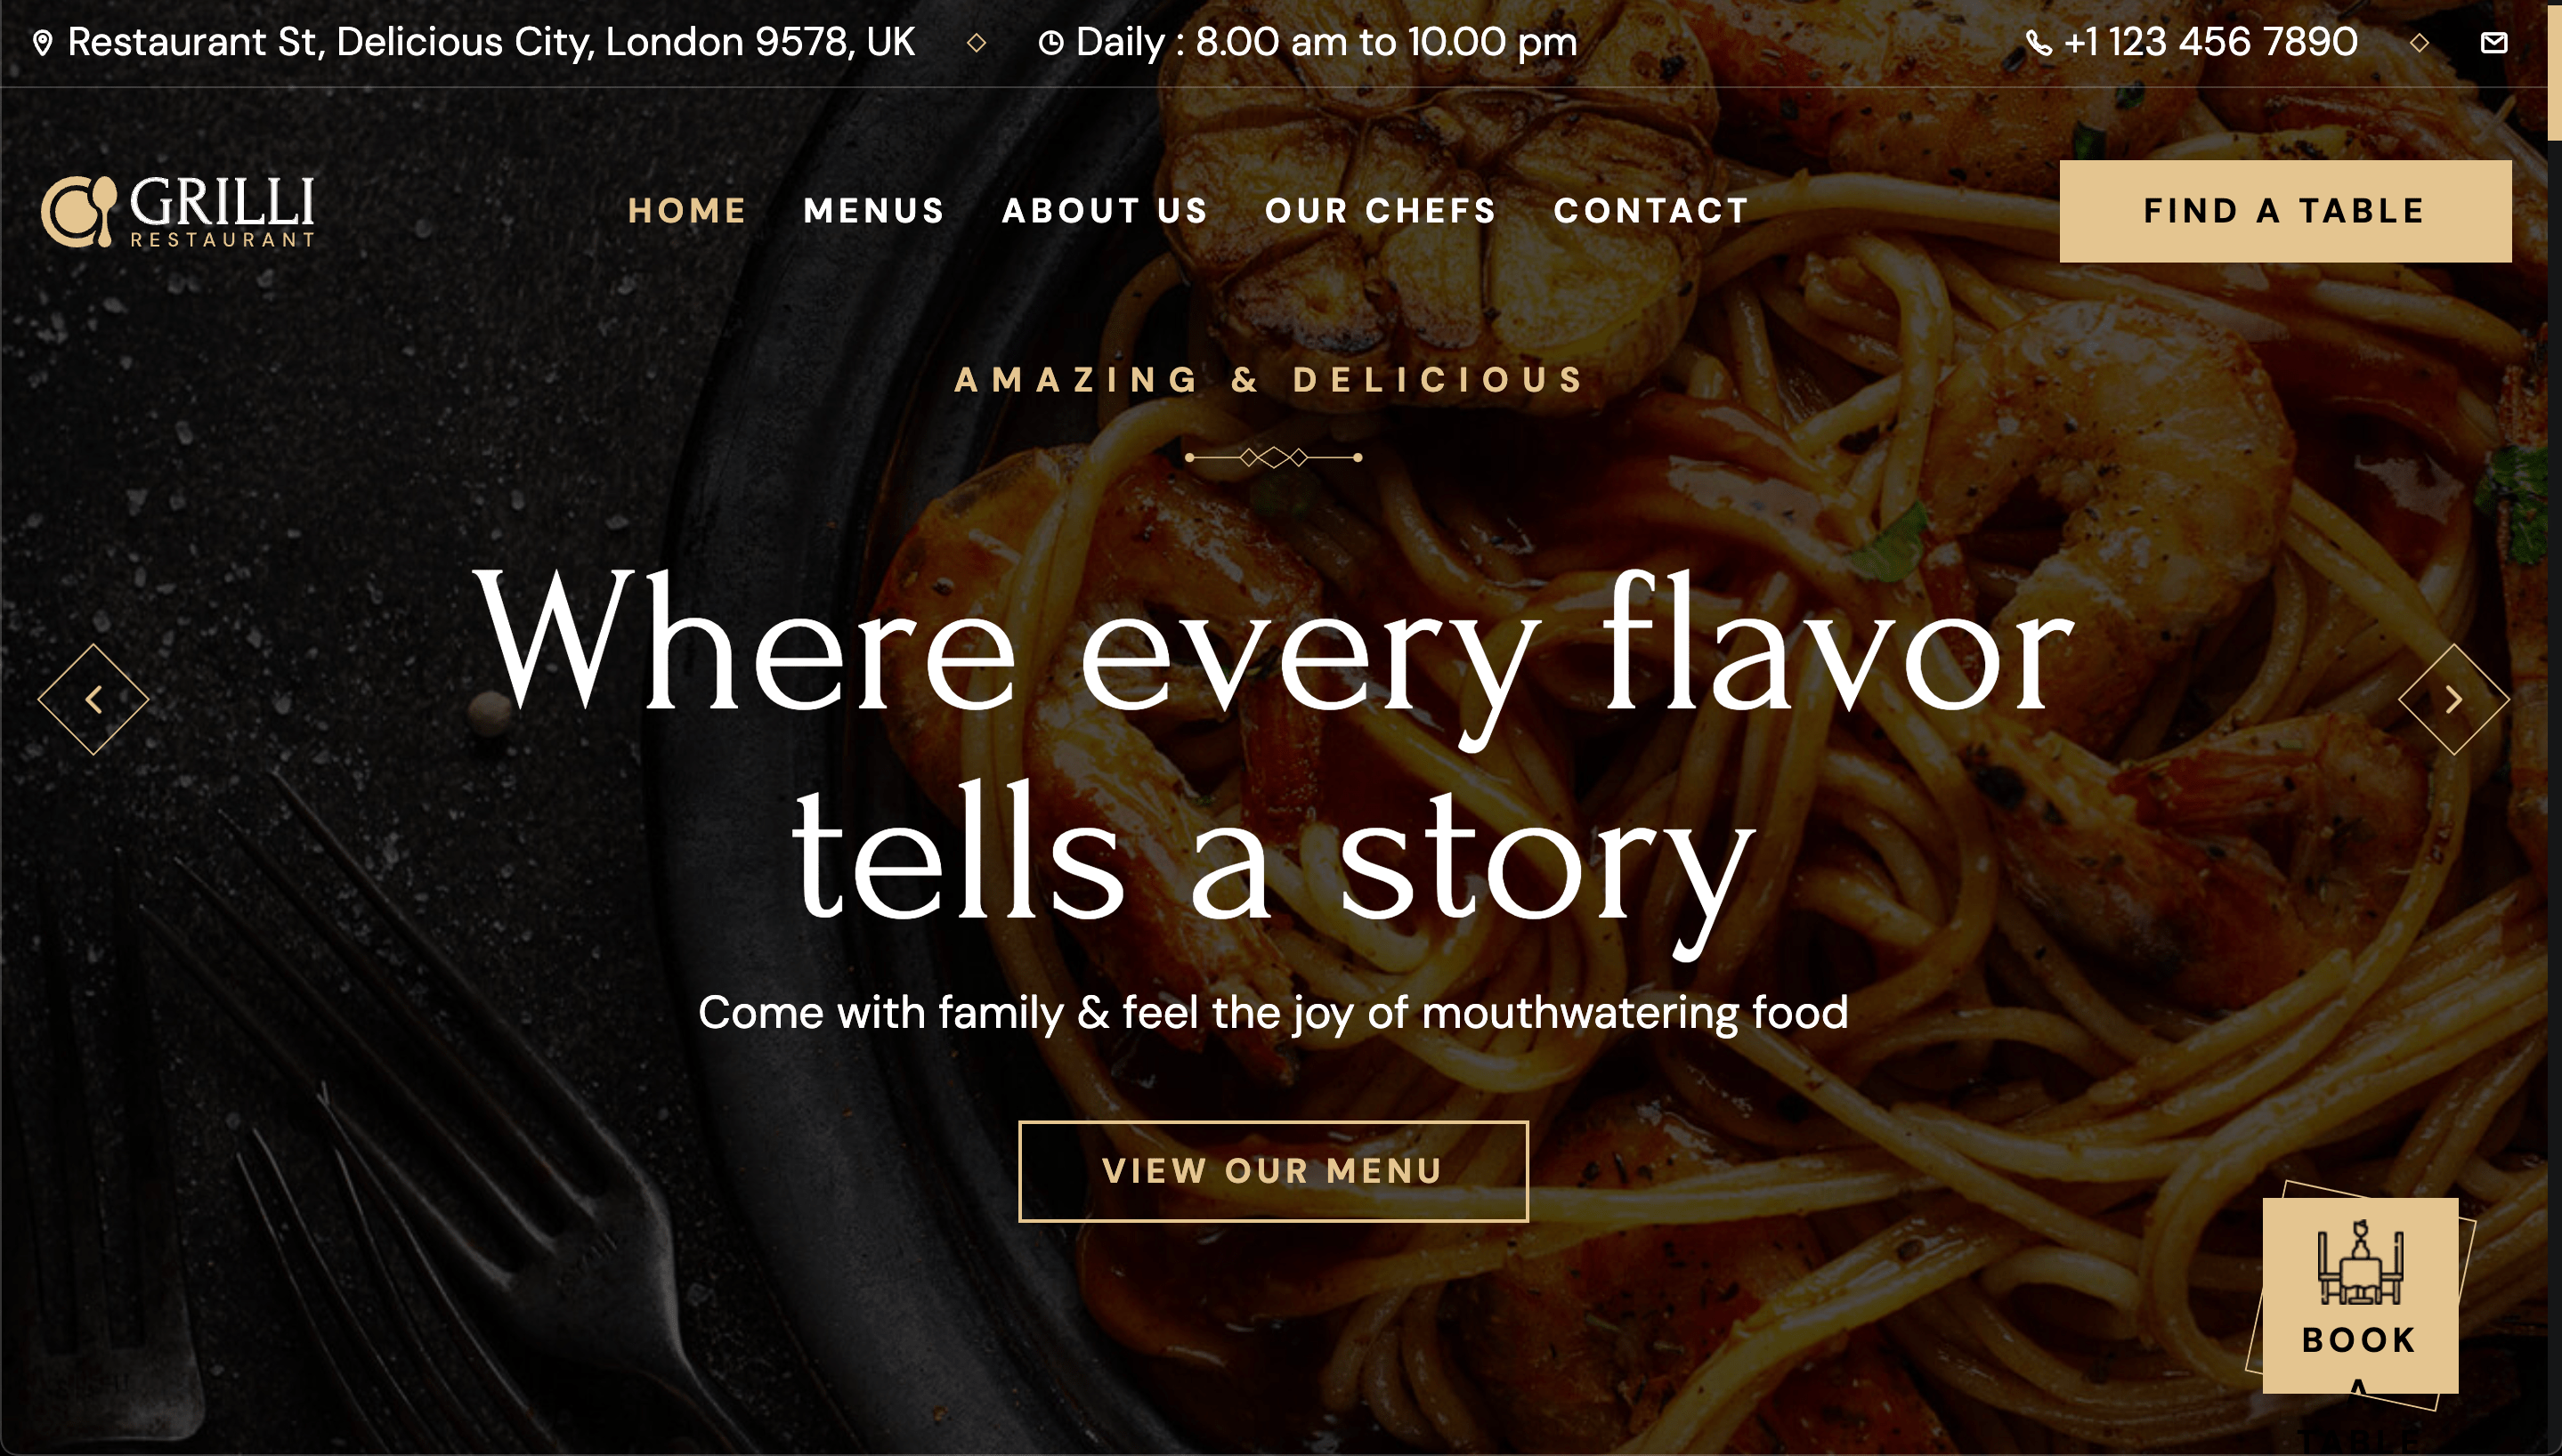 Restaurant St, Delicious City, London 9578, UK
Daily : 8.00 am to 10.00 pm
+1 123 456 7890
GRILLI
RESTAURANT
HOME MENUS ABOUT US OUR CHEFS CONTACT
FIND A TABLE
AMAZING & DELICIOUS
Where every flavor
tells a story
Come with family & feel the joy of mouthwatering food
VIEW OUR MENU
BOOK
A
TABLE